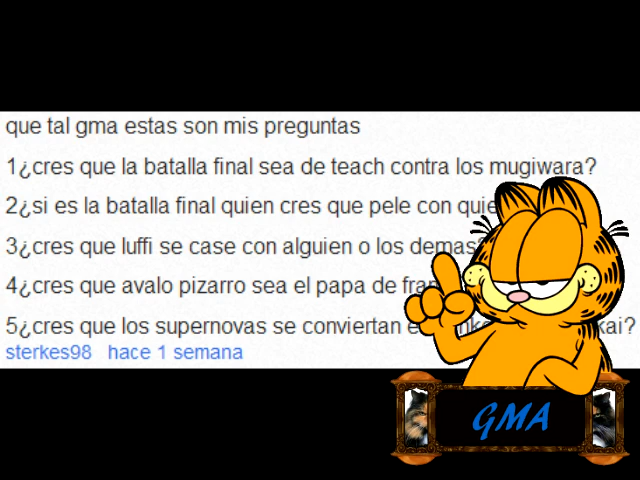 que tal gma estas son mis preguntas
1¿cres que la batalla final sea de teach contra los mugiwara?
2¿si es la batalla final quien cres que pele con
3¿cres que luffi se case con alguien o los demas?
4¿cres que avalo pizarro sea el papa de
5¿cres que los supernovas se conviertan
sterkes98 hace 1 semana
GMA